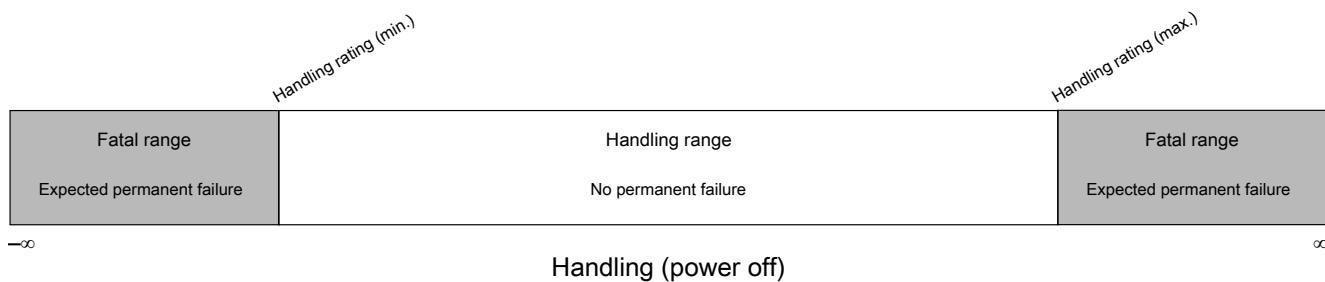 Handling rating (min.)
Handling rating (max.)
Fatal range
Handling range
Fatal range
Expected permanent failure
No permanent failure
Expected permanent failure
–∞
∞
Handling (power off)